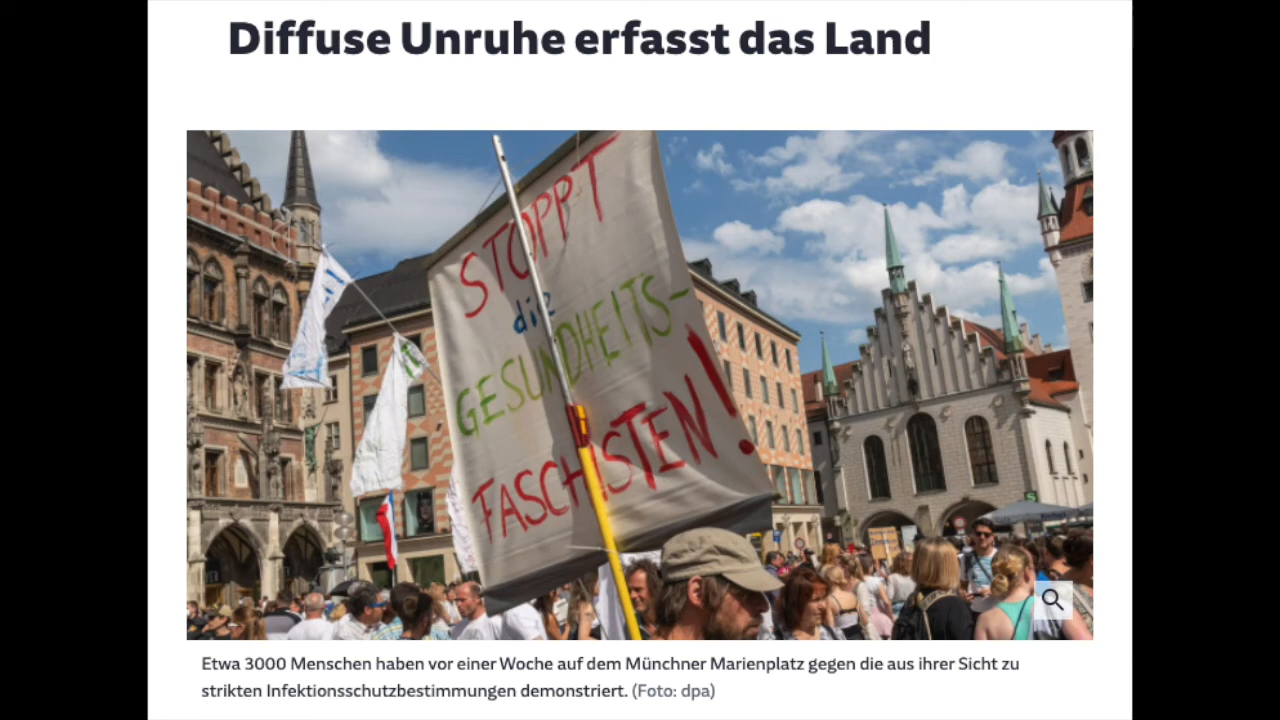 Diffuse Unruhe erfasst das Land
STOPPT
die
GESUNDHEITS-
FASCHISTEN!
Etwa 3000 Menschen haben vor einer Woche auf dem Münchner Marienplatz gegen die aus ihrer Sicht zu
strikten Infektionsschutzbestimmungen demonstriert. (Foto: dpa)